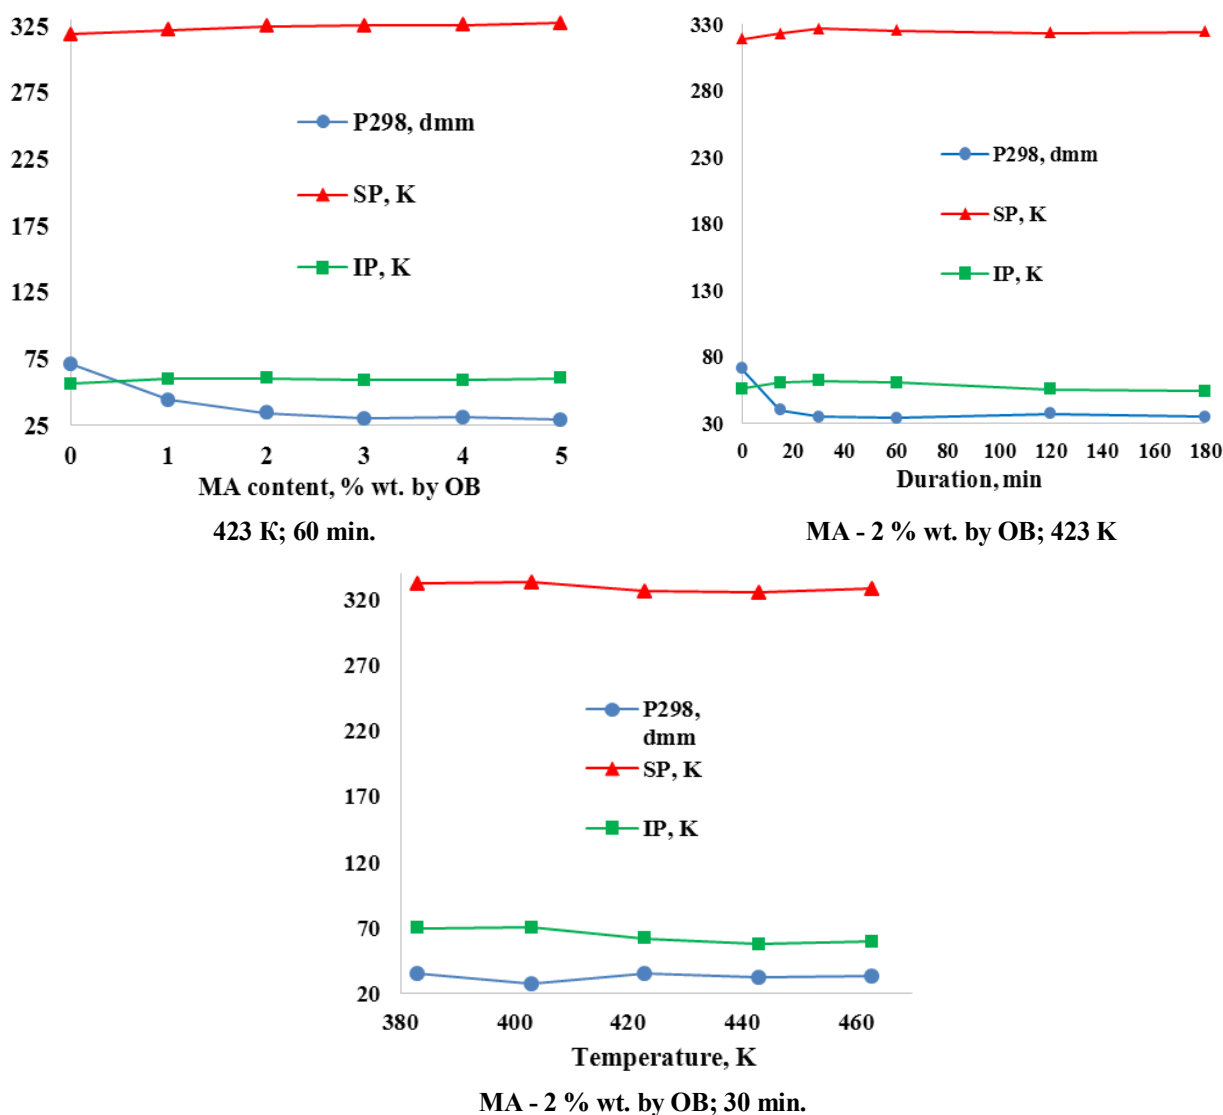 325
275
225
175
125
75
25
P298, dmm
SP, K
IP, K
0 1 2 3 4 5
MA content, % wt. by OB
423 K; 60 min.
330
280
230
180
130
80
30
P298, dmm
SP, K
IP, K
0 20 40 60 80 100 120 140 160 180
Duration, min
MA - 2 % wt. by OB; 423 K
320
270
220
170
120
70
20
P298,
dmm
SP, K
IP, K
380 400 420 440 460
Temperature, K
MA - 2 % wt. by OB; 30 min.